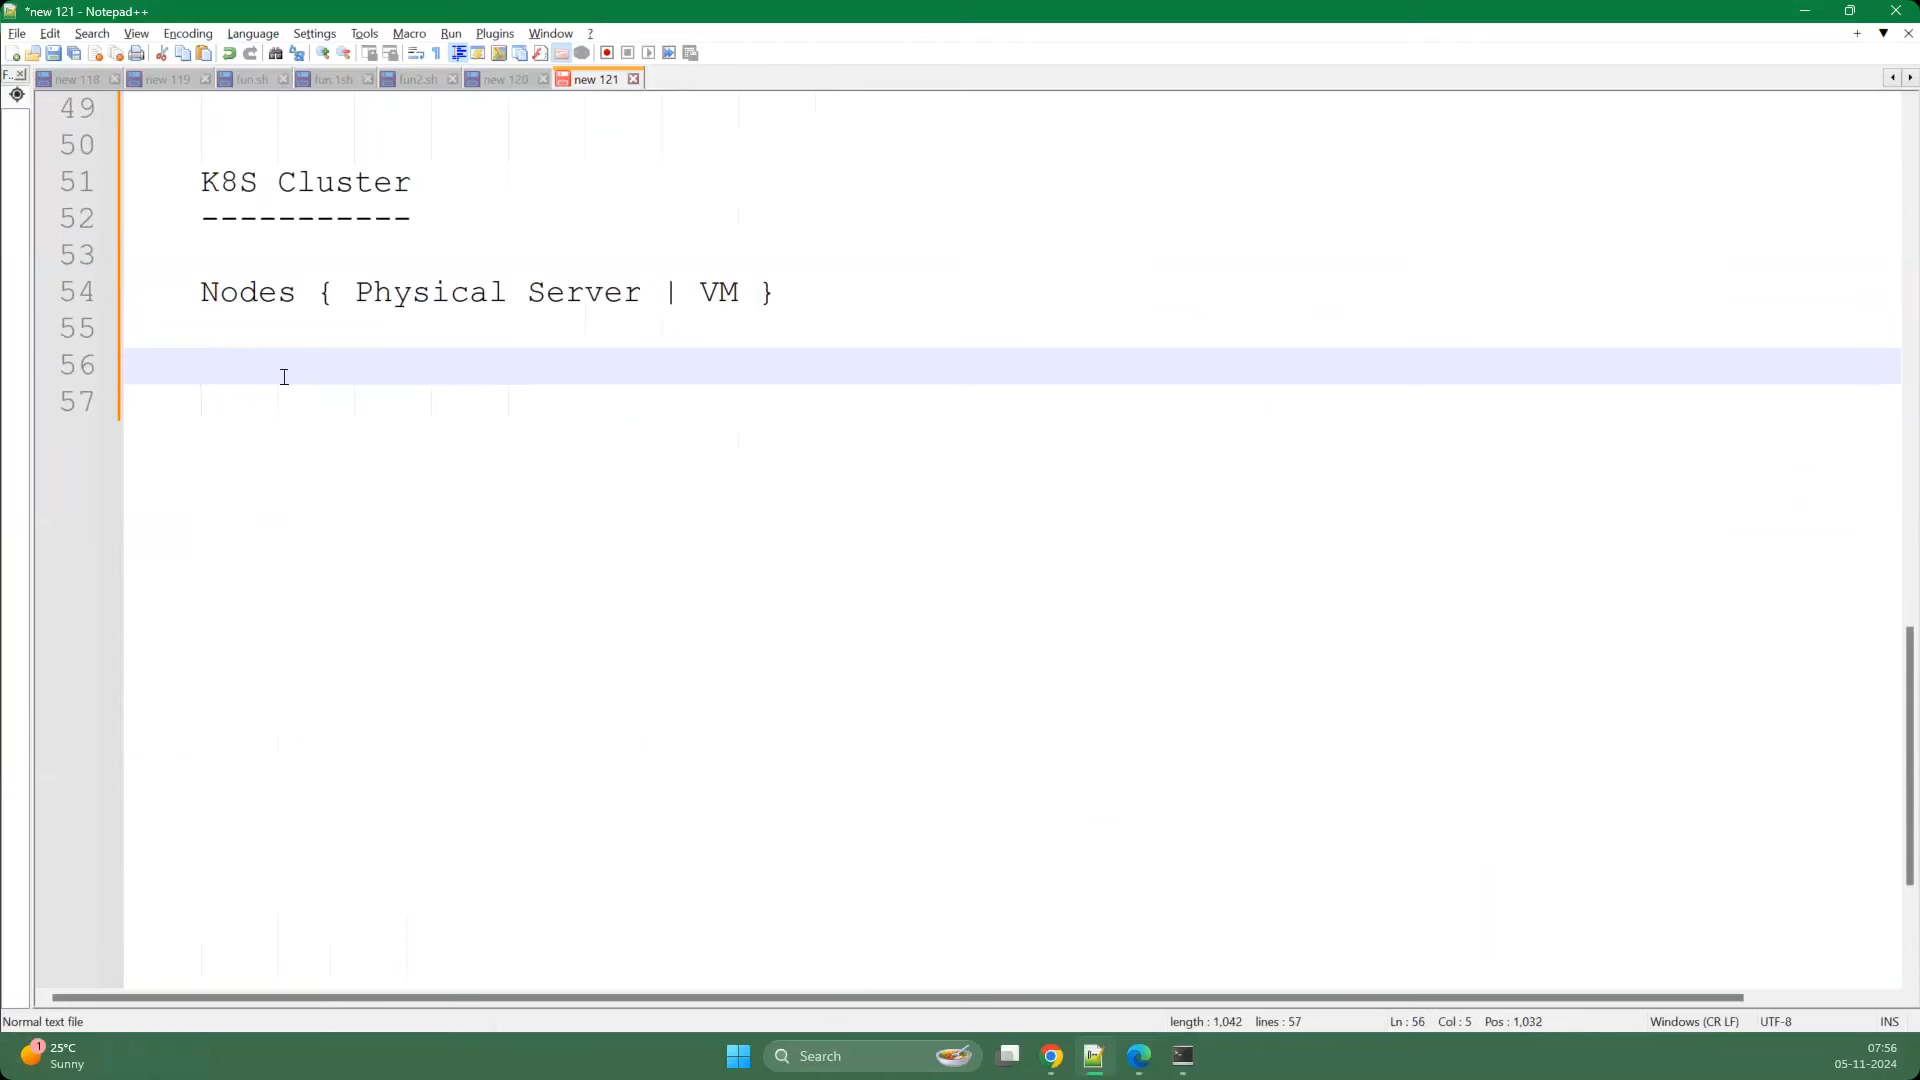 *new 121 - Notepad++
File Edit Search View Encoding Language Settings Tools Macro Run Plugins Window ?
F..
new 118 new 119 fun.sh fun.1sh fun2.sh new 120 new 121
49
50
51 K8S Cluster
52 -----------
53
54 Nodes { Physical Server | VM }
55
56
57
Normal text file length : 1,042 lines : 57 Ln : 56 Col : 5 Pos : 1,032 Windows (CR LF) UTF-8 INS
1
25°C
Sunny
Search
07:56
05-11-2024